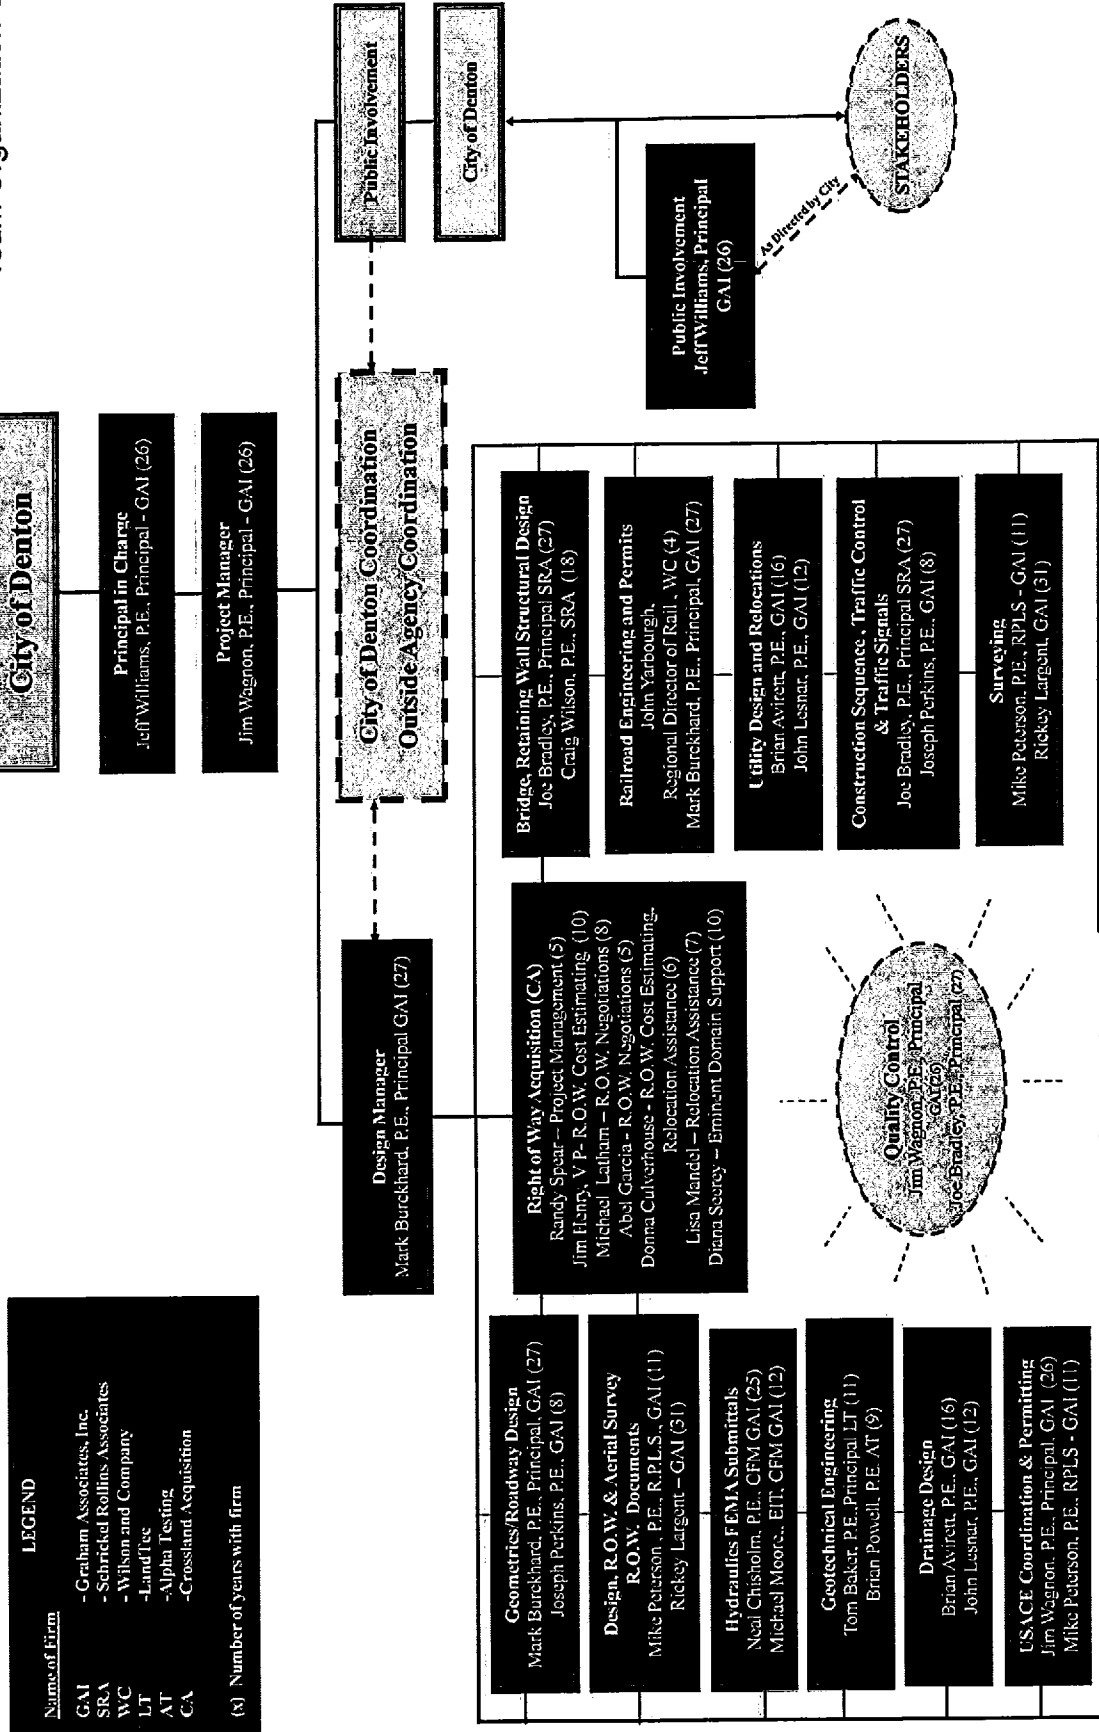 City of Denton
Principal in Charge
Jeff Williams, P.E., Principal - GAI (26)
Project Manager
Jim Wagnon, P.E., Principal - GAI (26)
LEGEND
Name of Firm
GAI - Graham Associates, Inc.
SRA - Schrickel Rollins Associates
WC - Wilson and Company
LT -LandTec
AT -Alpha Testing
CA -Crossland Acquisition
(x) Number of years with firm
Design Manager
Mark Burckhard, P.E., Principal GAI (27)
City of Denton Coordination
Outside Agency Coordination
Public Involvement
City of Denton
Public Involvement
Jeff Williams, Principal
GAI (26)
As Directed by City
STAKEHOLDERS
Geometrics/Roadway Design
Mark Burckhard, P.E., Principal, GAI (27)
Joseph Perkins, P.E., GAI (8)
Design, R.O.W. & Aerial Survey
R.O.W. Documents
Mike Peterson, P.E., R.P.L.S., GAI (11)
Rickey Largent – GAI (31)
Hydraulics FEMA Submittals
Neal Chisholm, P.E., CFM GAI (25)
Michael Moore, EIT, CFM GAI (12)
Geotechnical Engineering
Tom Baker, P.E., Principal LT (11)
Brian Powell, P.E. AT (9)
Drainage Design
Brian Avirett, P.E., GAI (16)
John Lesnar, P.E., GAI (12)
USACE Coordination & Permitting
Jim Wagnon, P.E., Principal, GAI (26)
Mike Peterson, P.E., RPLS - GAI (11)
Right of Way Acquisition (CA)
Randy Spear – Project Management (5)
Jim Henry, V P- R.O.W. Cost Estimating (10)
Michael Latham – R.O.W. Negotiations (8)
Abel Garcia - R.O.W. Negotiations (5)
Donna Culverhouse - R.O.W. Cost Estimating,
Relocation Assistance (6)
Lisa Mandel – Relocation Assistance (7)
Diana Seerey – Eminent Domain Support (10)
Bridge, Retaining Wall Structural Design
Joe Bradley, P.E., Principal SRA (27)
Craig Wilson, P.E., SRA (18)
Railroad Engineering and Permits
John Yarbourgh,
Regional Director of Rail, WC (4)
Mark Burckhard, P.E., Principal, GAI (27)
Utility Design and Relocations
Brian Avirett, P.E., GAI (16)
John Lesnar, P.E., GAI (12)
Construction Sequence, Traffic Control
& Traffic Signals
Joe Bradley, P.E., Principal SRA (27)
Joseph Perkins, P.E., GAI (8)
Surveying
Mike Peterson, P.E., RPLS - GAI (11)
Rickey Largent, GAI (31)
Quality Control
Jim Wagnon, P.E., Principal
GAI (26)
Joe Bradley, P.E., Principal (27)